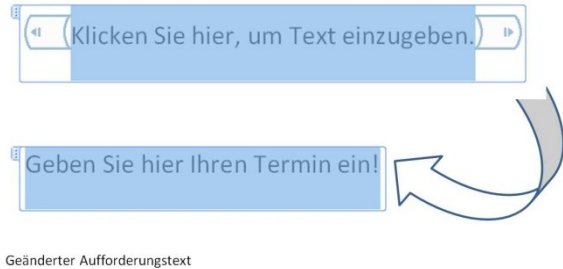 Klicken Sie hier, um Text einzugeben.
Geben Sie hier Ihren Termin ein!
Geänderter Aufforderungstext